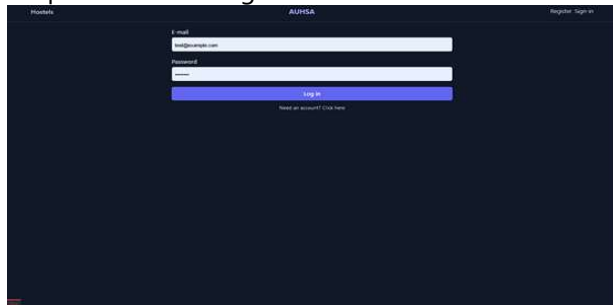 Hostels AUHSA Register Sign in
E-mail
test@example.com
Password
Log in
Need an account? Click here